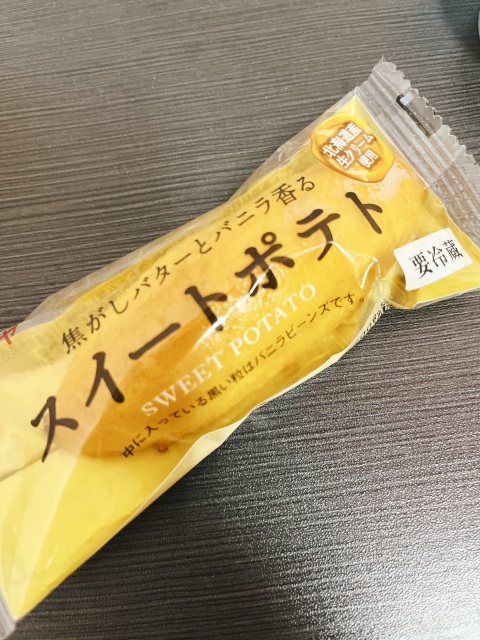 北海道産
生クリーム
使用
焦がしバターとバニラ香る
スイートポテト
SWEET POTATO
中に入っている黒い粒はバニラビーンズです。
要冷蔵
ヤ